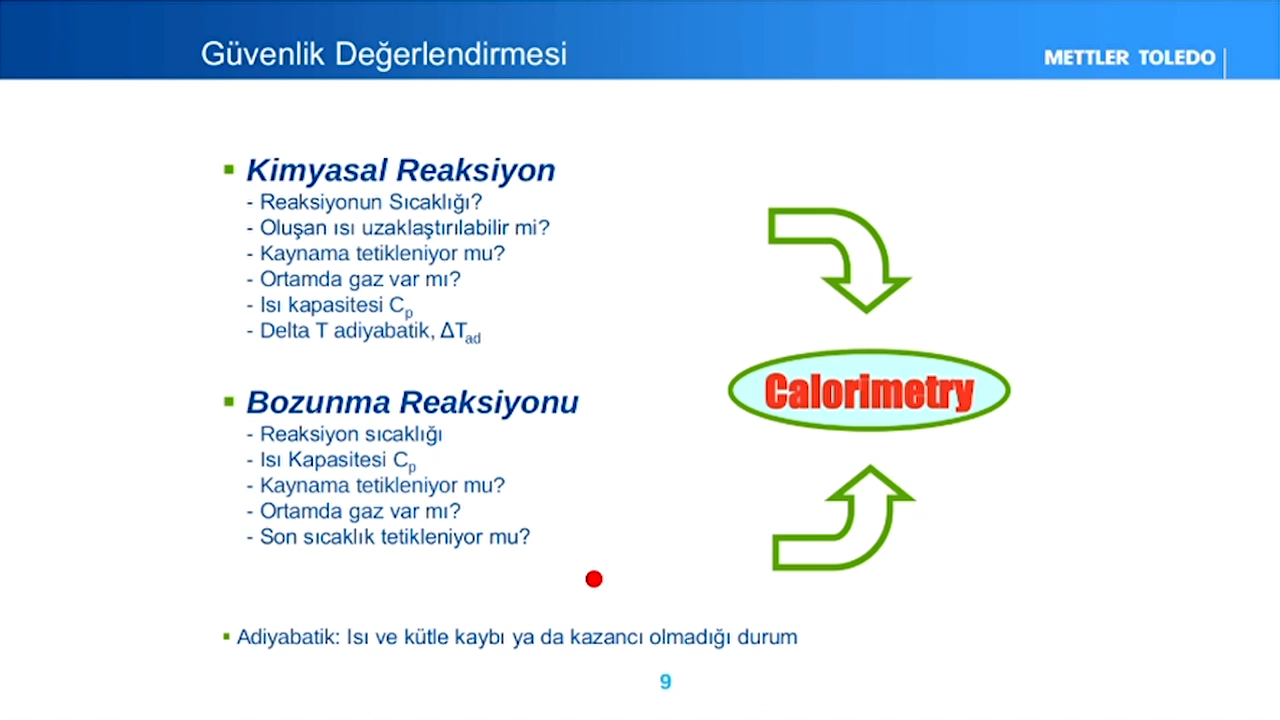 Güvenlik Değerlendirmesi
METTLER TOLEDO
Kimyasal Reaksiyon
- Reaksiyonun Sıcaklığı?
- Oluşan ısı uzaklaştırılabilir mi?
- Kaynama tetikleniyor mu?
- Ortamda gaz var mı?
- Isı kapasitesi Cp
- Delta T adiyabatik, ΔTad
Calorimetry
Bozunma Reaksiyonu
- Reaksiyon sıcaklığı
- Isı Kapasitesi Cp
- Kaynama tetikleniyor mu?
- Ortamda gaz var mı?
- Son sıcaklık tetikleniyor mu?
Adiyabatik: Isı ve kütle kaybı ya da kazancı olmadığı durum
9